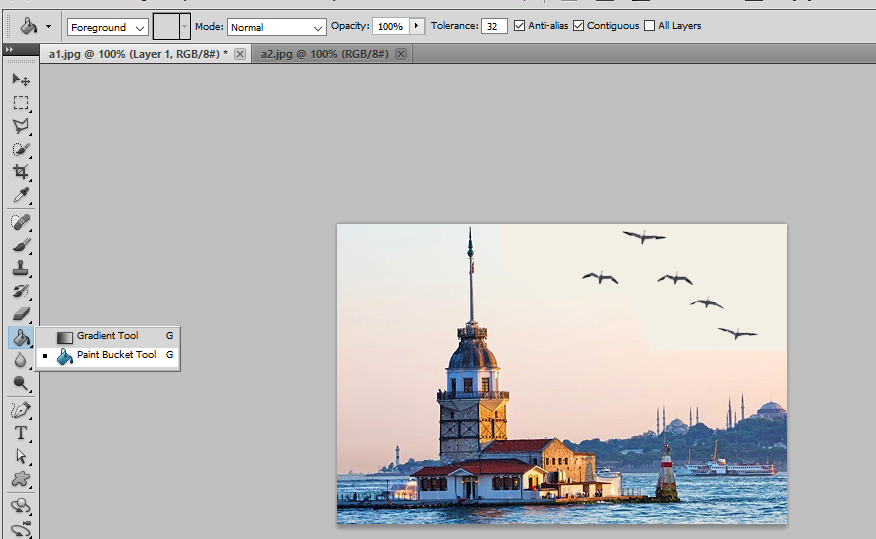 Foreground Mode: Normal Opacity: 100% Tolerance: 32 Anti-alias Contiguous All Layers
a1.jpg @ 100% (Layer 1, RGB/8#) * a2.jpg @ 100% (RGB/8#)
T
Gradient Tool G
Paint Bucket Tool G